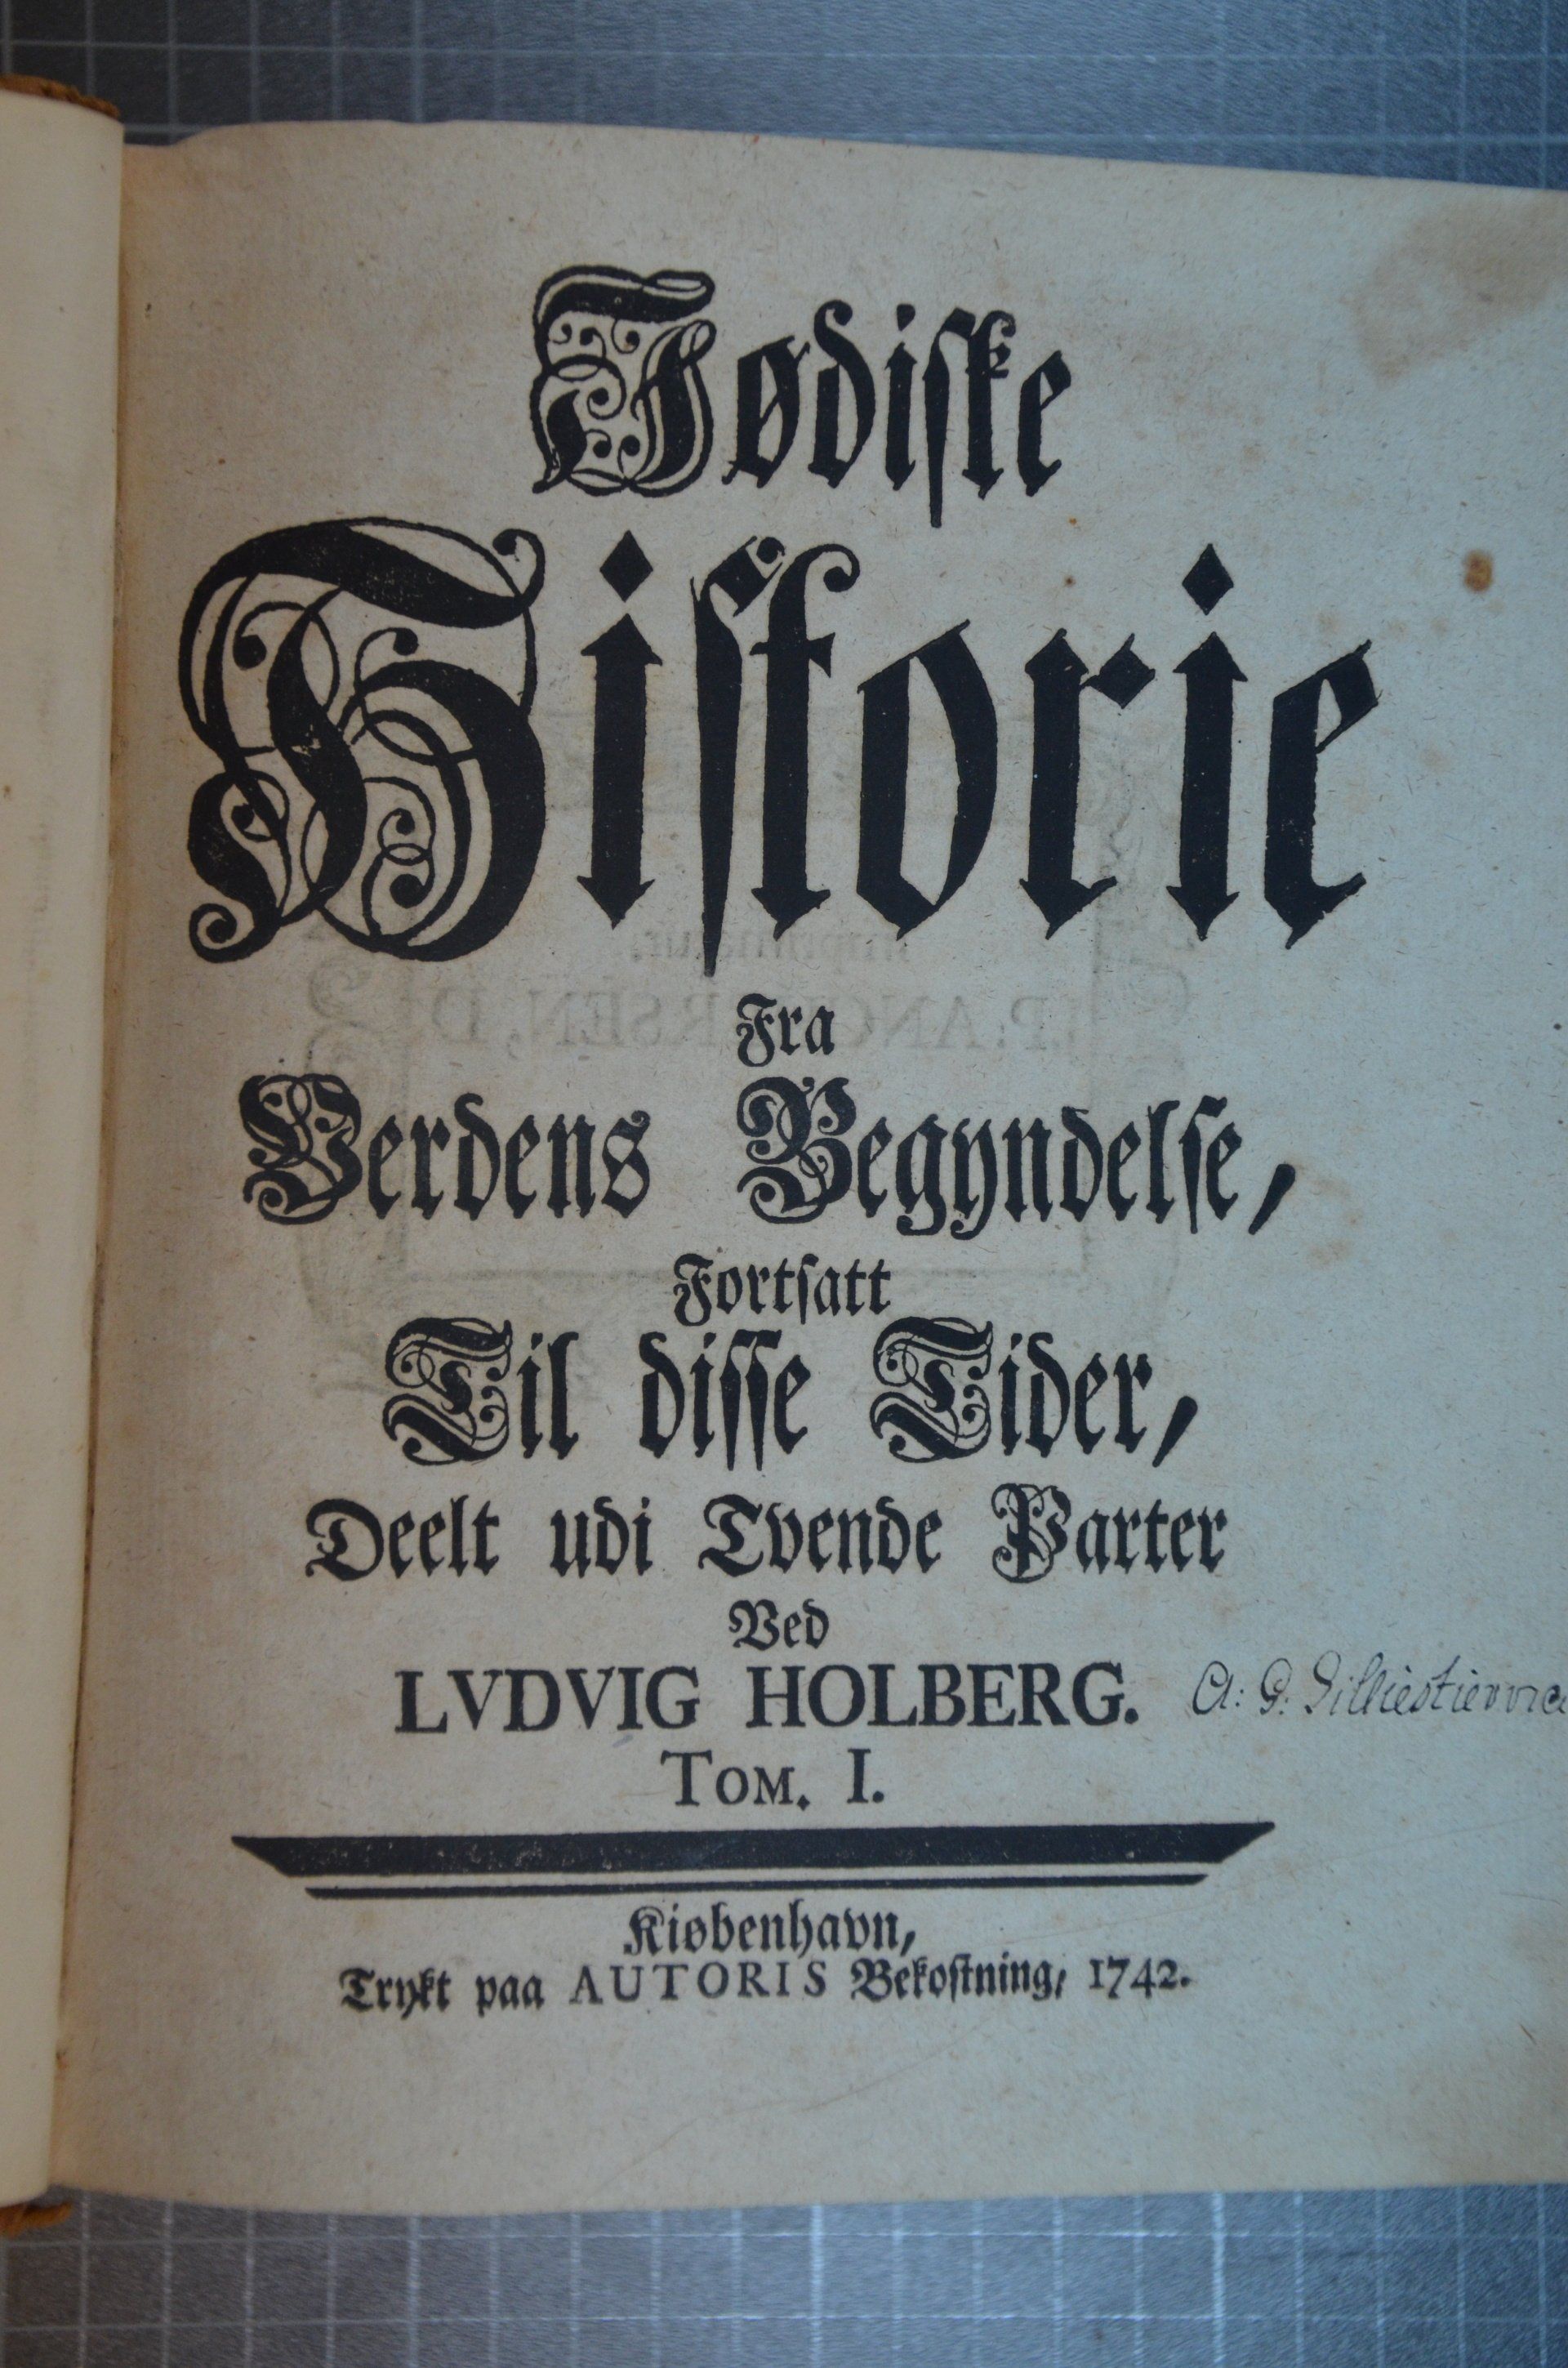 Jødiske
Historie
Fra
Verdens Begyndelse,
Fortsatt
Til disse Tider,
Deelt udi Tvende Parter
Ved
LVDVIG HOLBERG.
A: G:
TOM. I.
Kiøbenhavn,
Trykt paa AUTORIS Bekostning, 1742.